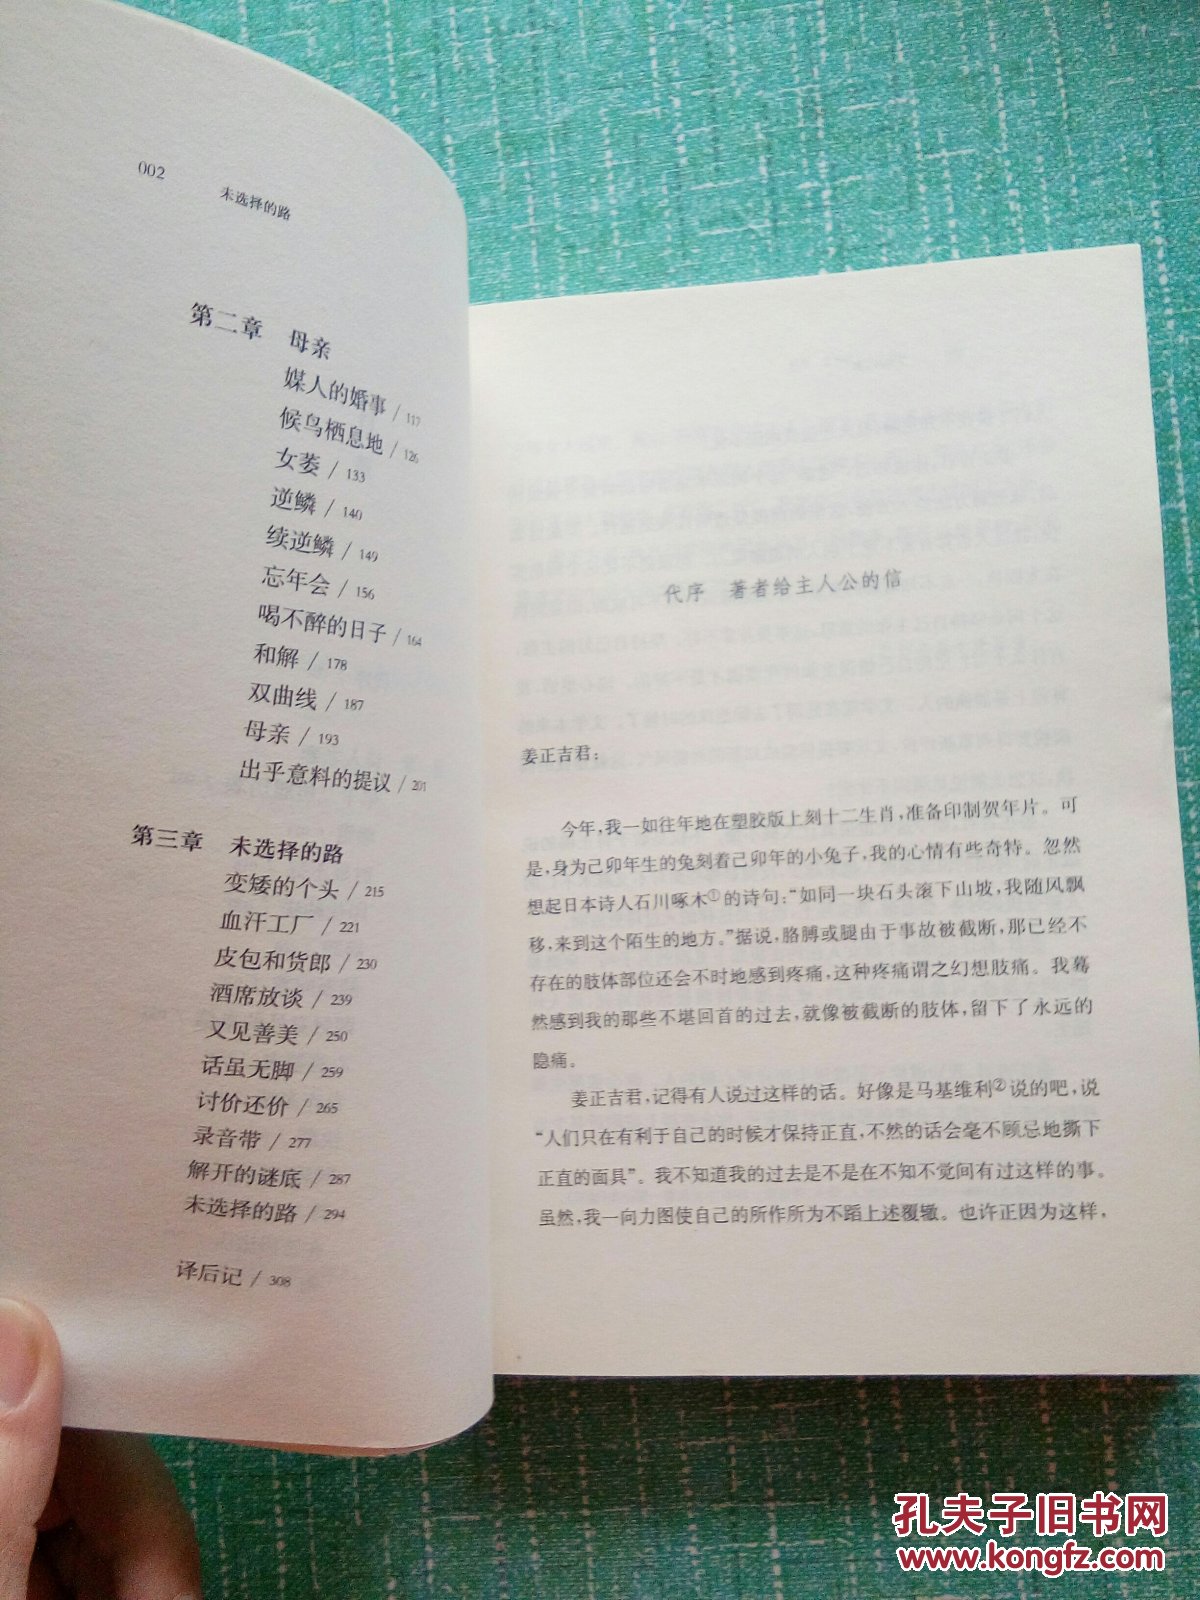 002
未选择的路
第二章 母亲
媒人的婚事 / 117
候鸟栖息地 / 126
女萎 / 133
逆鳞 / 140
续逆鳞 / 149
忘年会 / 156
喝不醉的日子 / 164
和解 / 178
双曲线 / 187
母亲 / 193
出乎意料的提议 / 201
第三章 未选择的路
变矮的个头 / 215
血汗工厂 / 221
皮包和货郎 / 230
酒席放谈 / 239
又见善美 / 250
话虽无脚 / 259
讨价还价 / 265
录音带 / 277
解开的谜底 / 287
未选择的路 / 294
译后记 / 308
代序 著者给主人公的信
姜正吉君：
今年，我一如往年地在塑胶版上刻十二生肖，准备印制贺年片。可
是，身为己卯年生的兔刻着己卯年的小兔子，我的心情有些奇特。忽然
想起日本诗人石川啄木①的诗句：“如同一块石头滚下山坡，我随风飘
移，来到这个陌生的地方。”据说，胳膊或腿由于事故被截断，那已经不
存在的肢体部位还会不时地感到疼痛，这种疼痛谓之幻想肢痛。我蓦
然感到我的那些不堪回首的过去，就像被截断的肢体，留下了永远的
隐痛。
姜正吉君，记得有人说过这样的话。好像是马基维利②说的吧，说
“人们只在有利于自己的时候才保持正直，不然的话会毫不顾忌地撕下
正直的面具”。我不知道我的过去是不是在不知不觉间有过这样的事。
虽然，我一向力图使自己的所作所为不蹈上述覆辙。也许正因为这样，
孔夫子旧书网
www.kongfz.com